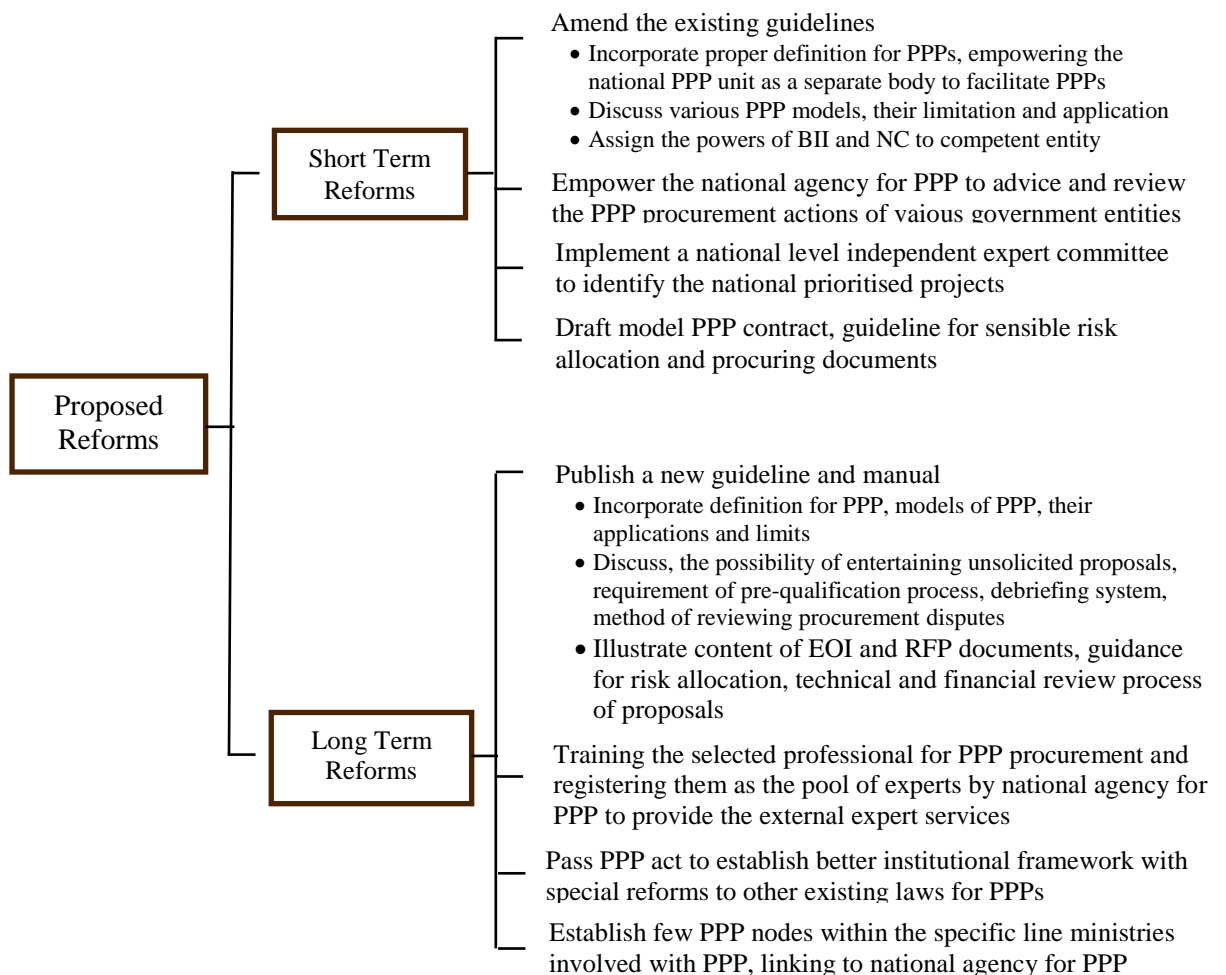 Proposed
Reforms
Short Term
Reforms
Amend the existing guidelines
• Incorporate proper definition for PPPs, empowering the
national PPP unit as a separate body to facilitate PPPs
• Discuss various PPP models, their limitation and application
• Assign the powers of BII and NC to competent entity
Empower the national agency for PPP to advice and review
the PPP procurement actions of vaious government entities
Implement a national level independent expert committee
to identify the national prioritised projects
Draft model PPP contract, guideline for sensible risk
allocation and procuring documents
Long Term
Reforms
Publish a new guideline and manual
• Incorporate definition for PPP, models of PPP, their
applications and limits
• Discuss, the possibility of entertaining unsolicited proposals,
requirement of pre-qualification process, debriefing system,
method of reviewing procurement disputes
• Illustrate content of EOI and RFP documents, guidance
for risk allocation, technical and financial review process
of proposals
Training the selected professional for PPP procurement and
registering them as the pool of experts by national agency for
PPP to provide the external expert services
Pass PPP act to establish better institutional framework with
special reforms to other existing laws for PPPs
Establish few PPP nodes within the specific line ministries
involved with PPP, linking to national agency for PPP